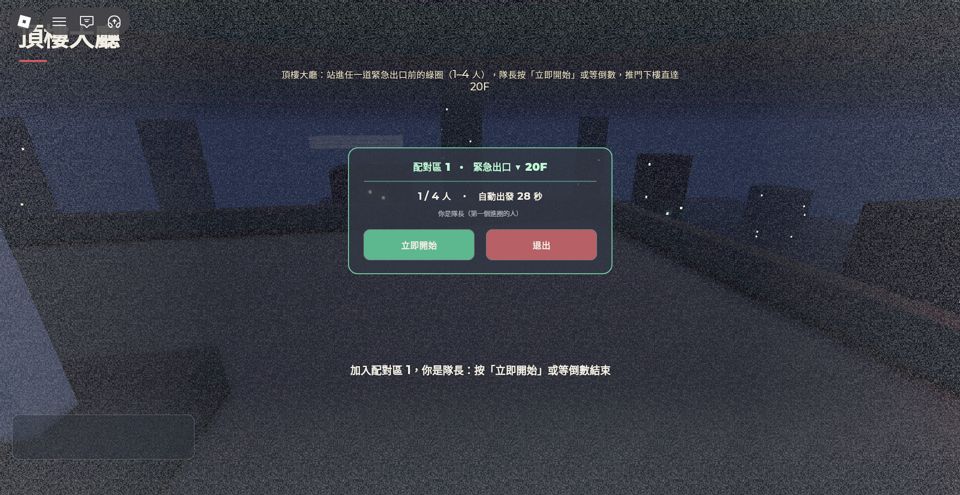 頂樓大廳
頂樓大廳：站進任一道緊急出口前的綠圈（1–4 人），隊長按「立即開始」或等倒數，推門下樓直達
20F
配對區 1 • 緊急出口 ▼ 20F
1 / 4 人 • 自動出發 28 秒
你是隊長（第一個進圈的人）
立即開始
退出
加入配對區 1，你是隊長：按「立即開始」或等倒數結束